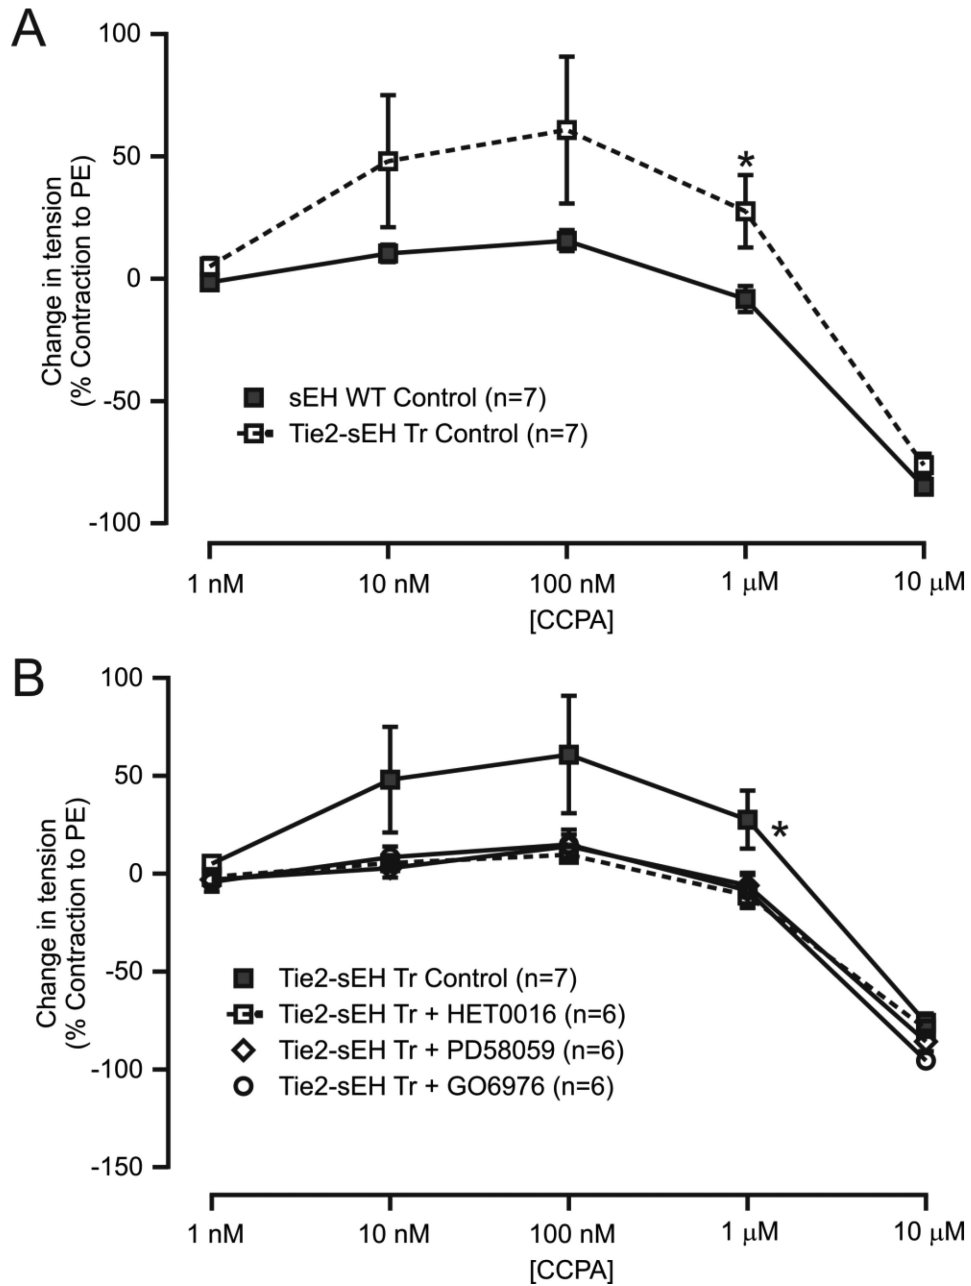 A
100
50
0
-50
-100
Change in tension
(% Contraction to PE)
*
sEH WT Control (n=7)
Tie2-sEH Tr Control (n=7)
1 nM
10 nM
100 nM
1 µM
10 µM
[CCPA]
B
100
50
0
-50
-100
-150
Change in tension
(% Contraction to PE)
*
Tie2-sEH Tr Control (n=7)
Tie2-sEH Tr + HET0016 (n=6)
Tie2-sEH Tr + PD58059 (n=6)
Tie2-sEH Tr + GO6976 (n=6)
1 nM
10 nM
100 nM
1 µM
10 µM
[CCPA]